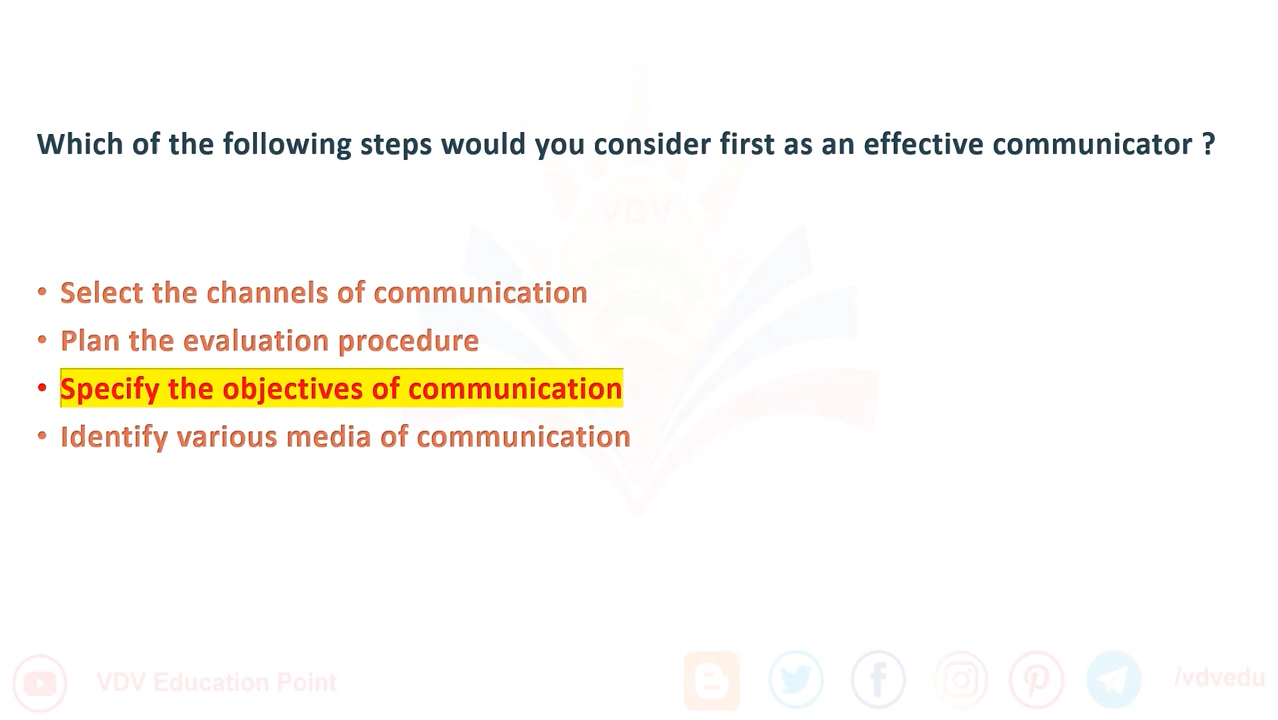 Which of the following steps would you consider first as an effective communicator ?
VDV
• Select the channels of communication
• Plan the evaluation procedure
• Specify the objectives of communication
• Identify various media of communication
VDV Education Point
/vdvedu